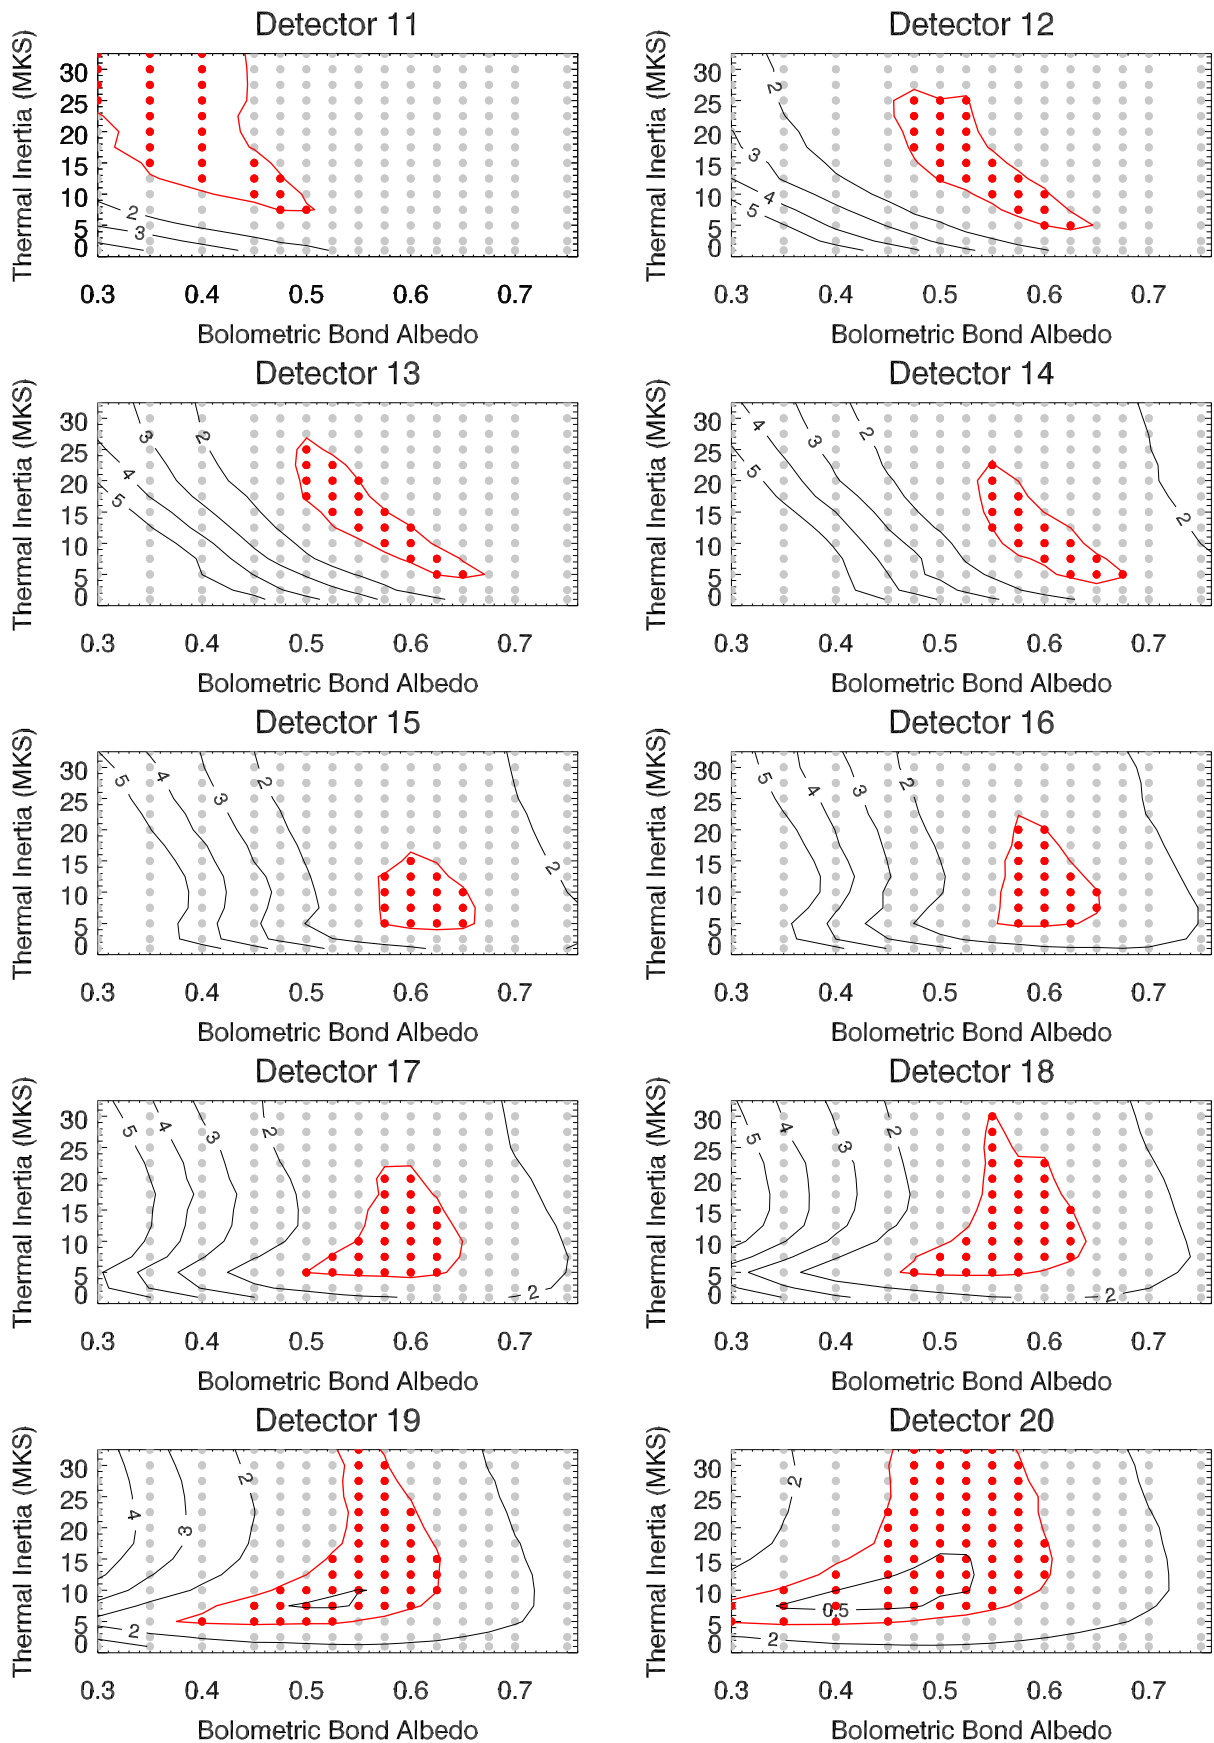 Detector 11
Detector 12
Thermal Inertia (MKS)
30
25
20
15
10
5
0
2
3
0.3 0.4 0.5 0.6 0.7
Bolometric Bond Albedo
Thermal Inertia (MKS)
30
25
20
15
10
5
0
2
3
4
5
0.3 0.4 0.5 0.6 0.7
Bolometric Bond Albedo
Detector 13
Detector 14
Thermal Inertia (MKS)
30
25
20
15
10
5
0
3
2
4
5
0.3 0.4 0.5 0.6 0.7
Bolometric Bond Albedo
Thermal Inertia (MKS)
30
25
20
15
10
5
0
4
3
2
5
2
0.3 0.4 0.5 0.6 0.7
Bolometric Bond Albedo
Detector 15
Detector 16
Thermal Inertia (MKS)
30
25
20
15
10
5
0
5
4
3
2
2
0.3 0.4 0.5 0.6 0.7
Bolometric Bond Albedo
Thermal Inertia (MKS)
30
25
20
15
10
5
0
5
4
3
2
0.3 0.4 0.5 0.6 0.7
Bolometric Bond Albedo
Detector 17
Detector 18
Thermal Inertia (MKS)
30
25
20
15
10
5
0
5
4
3
2
2
0.3 0.4 0.5 0.6 0.7
Bolometric Bond Albedo
Thermal Inertia (MKS)
30
25
20
15
10
5
0
5
4
3
2
2
0.3 0.4 0.5 0.6 0.7
Bolometric Bond Albedo
Detector 19
Detector 20
Thermal Inertia (MKS)
30
25
20
15
10
5
0
2
4
3
2
0.3 0.4 0.5 0.6 0.7
Bolometric Bond Albedo
Thermal Inertia (MKS)
30
25
20
15
10
5
0
2
0.5
2
0.3 0.4 0.5 0.6 0.7
Bolometric Bond Albedo